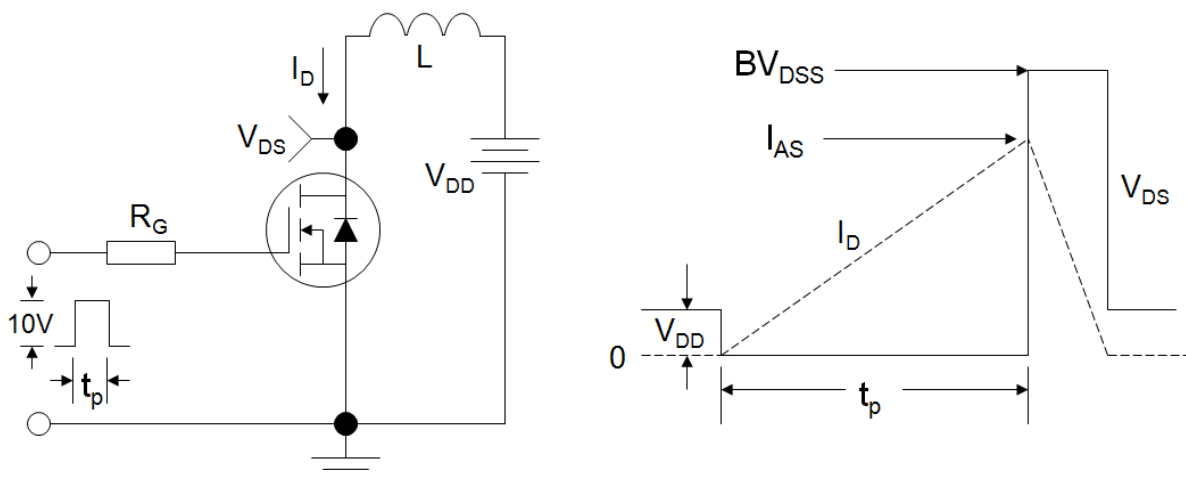 I_D
L
V_DS
V_DD
R_G
10V
t_p
BV_DSS
I_AS
V_DS
I_D
V_DD
0
t_p